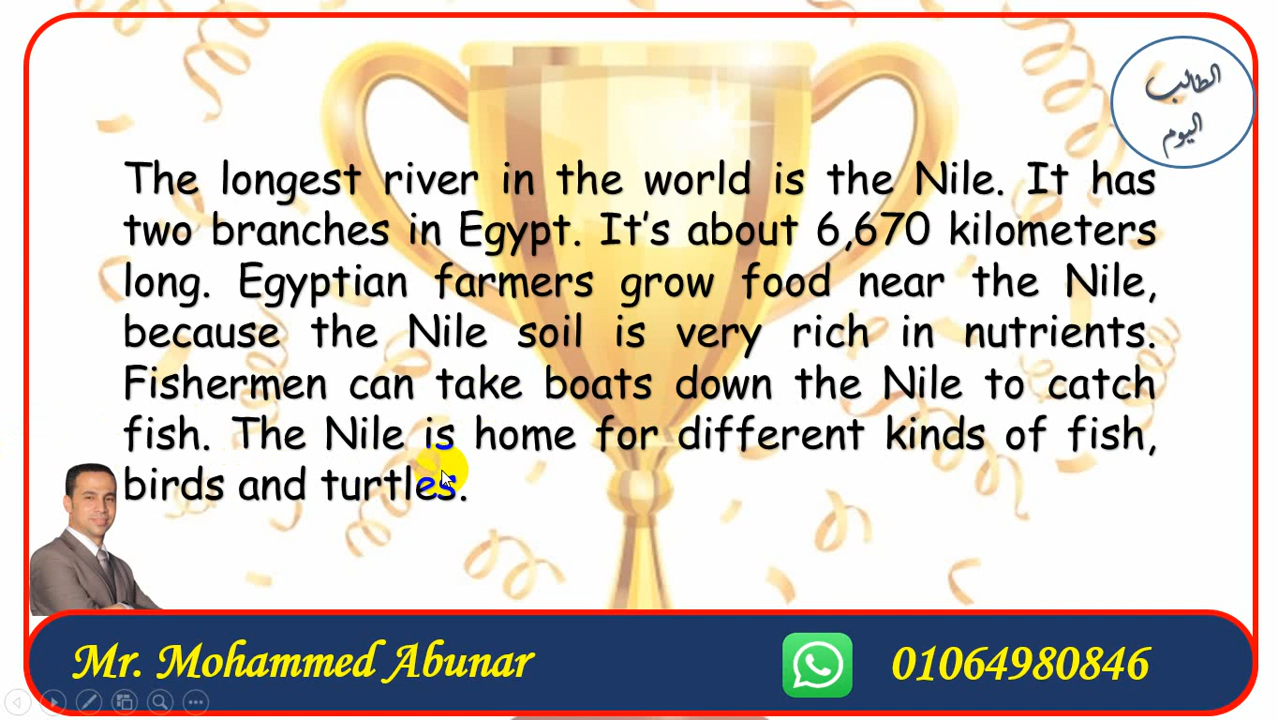 الطالب
اليوم
The longest river in the world is the Nile. It has
two branches in Egypt. It's about 6,670 kilometers
long. Egyptian farmers grow food near the Nile,
because the Nile soil is very rich in nutrients.
Fishermen can take boats down the Nile to catch
fish. The Nile is home for different kinds of fish,
birds and turtles.
Mr. Mohammed Abunar
01064980846